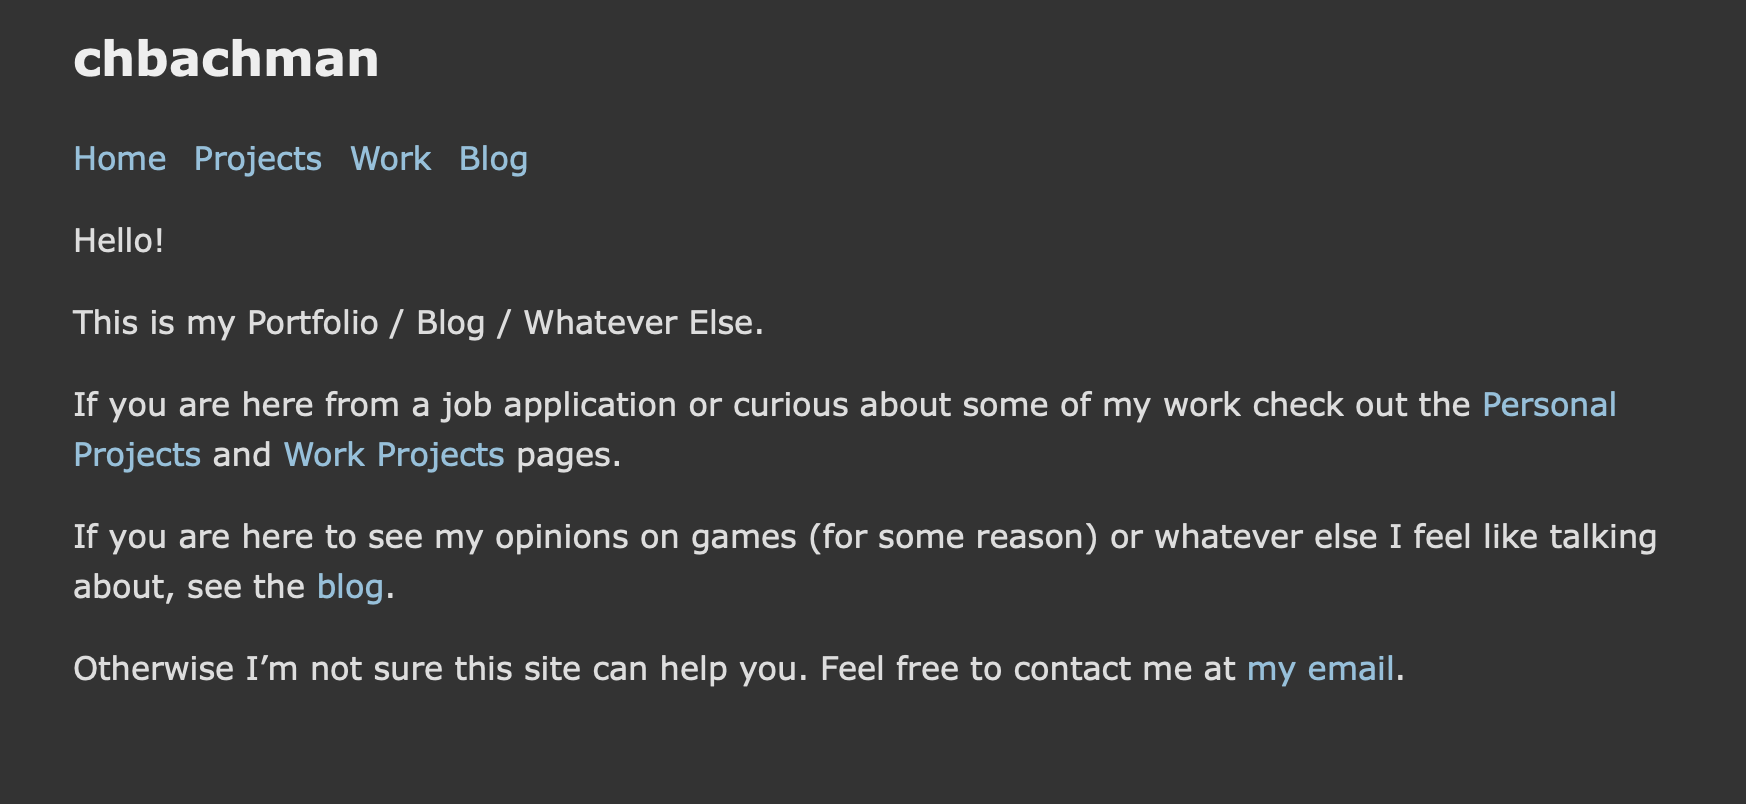 chbachman
Home Projects Work Blog
Hello!
This is my Portfolio / Blog / Whatever Else.
If you are here from a job application or curious about some of my work check out the Personal
Projects and Work Projects pages.
If you are here to see my opinions on games (for some reason) or whatever else I feel like talking
about, see the blog.
Otherwise I’m not sure this site can help you. Feel free to contact me at my email.